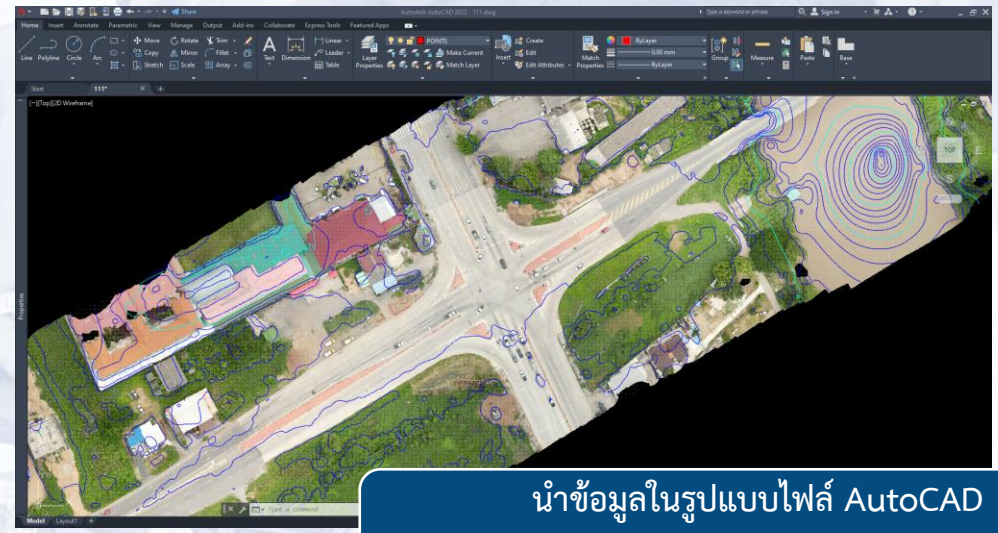 Share
Autodesk AutoCAD 2022   111.dwg
Type a keyword or phrase
Sign In
Home Insert Annotate Parametric View Manage Output Add-ins Collaborate Express Tools Featured Apps
Line Polyline Circle Arc
Move Rotate Trim
Copy Mirror Fillet
Stretch Scale Array
Text Dimension
Linear
Leader
Table
Layer Properties
POINTS
Make Current
Match Layer
Insert
Create
Edit
Edit Attributes
Match Properties
ByLayer
0.00 mm
ByLayer
Group
Measure
Paste
Base
Start 111*
[-][Top][2D Wireframe]
TOP
E
S
Properties
Type a command
Model Layout1 +
นำข้อมูลในรูปแบบไฟล์ AutoCAD